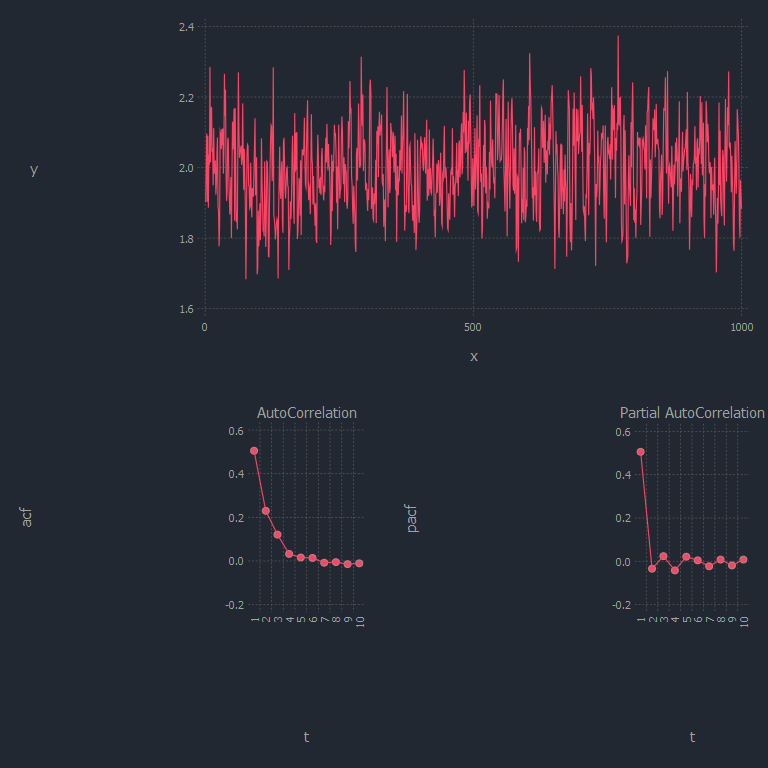 2.4
2.2
y
2.0
1.8
1.6
0 500 1000
x
AutoCorrelation Partial AutoCorrelation
0.6 0.6
0.4 0.4
acf 0.2 pacf 0.2
0.0 0.0
-0.2 -0.2
1 2 3 4 5 6 7 8 9 10 1 2 3 4 5 6 7 8 9 10
t t